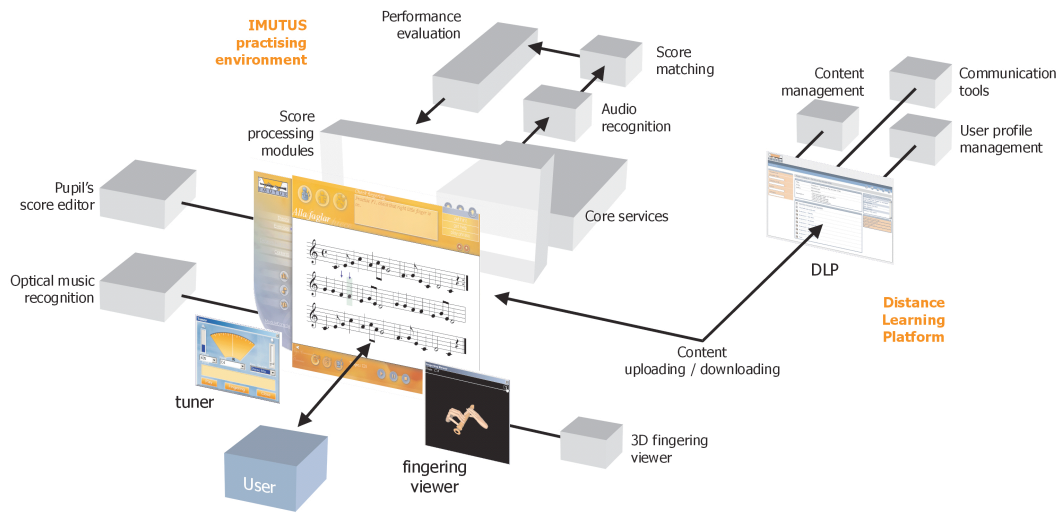 IMUTUS
practising
environment
Performance
evaluation
Score
matching
Audio
recognition
Score
processing
modules
Content
management
Communication
tools
User profile
management
Pupil's
score editor
Core services
Optical music
recognition
DLP
Distance
Learning
Platform
Content
uploading / downloading
tuner
User
fingering
viewer
3D fingering
viewer